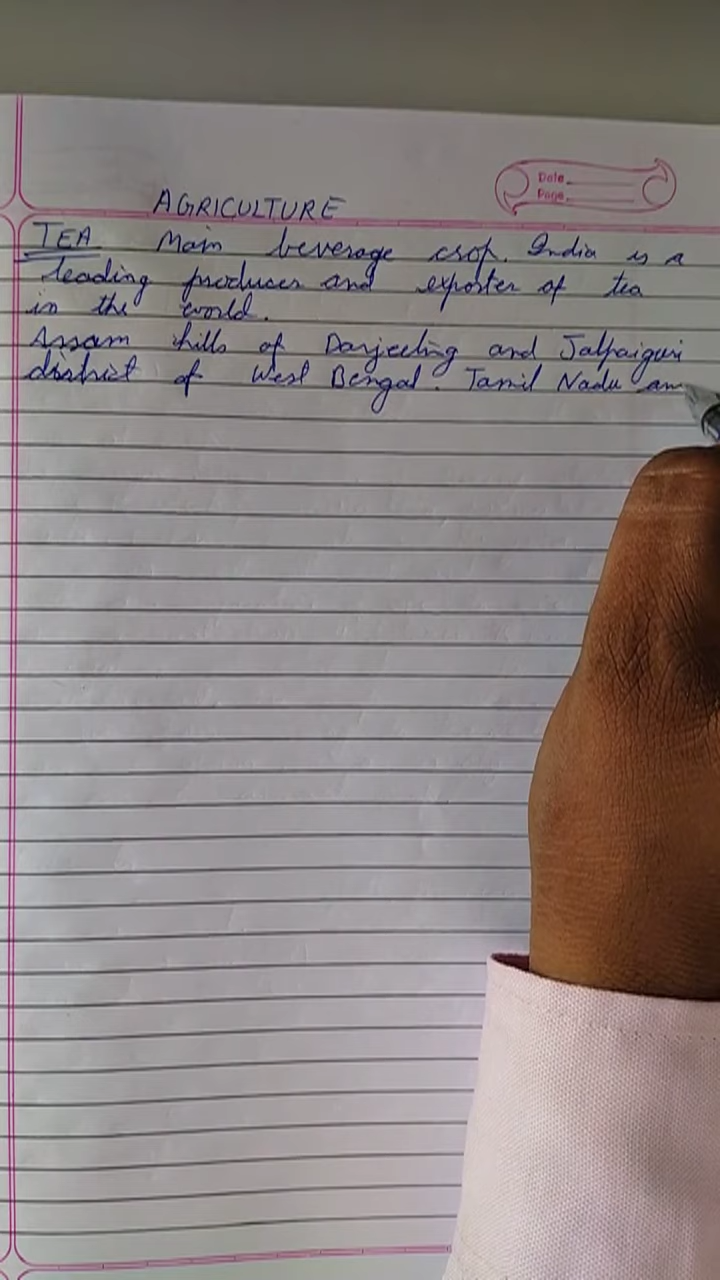 Date
Page
AGRICULTURE
TEA Main beverage crop. India is a
leading producer and exporter of tea
in the world.
Assam hills of Darjeeling and Jalpaiguri
district of West Bengal. Tamil Nadu an